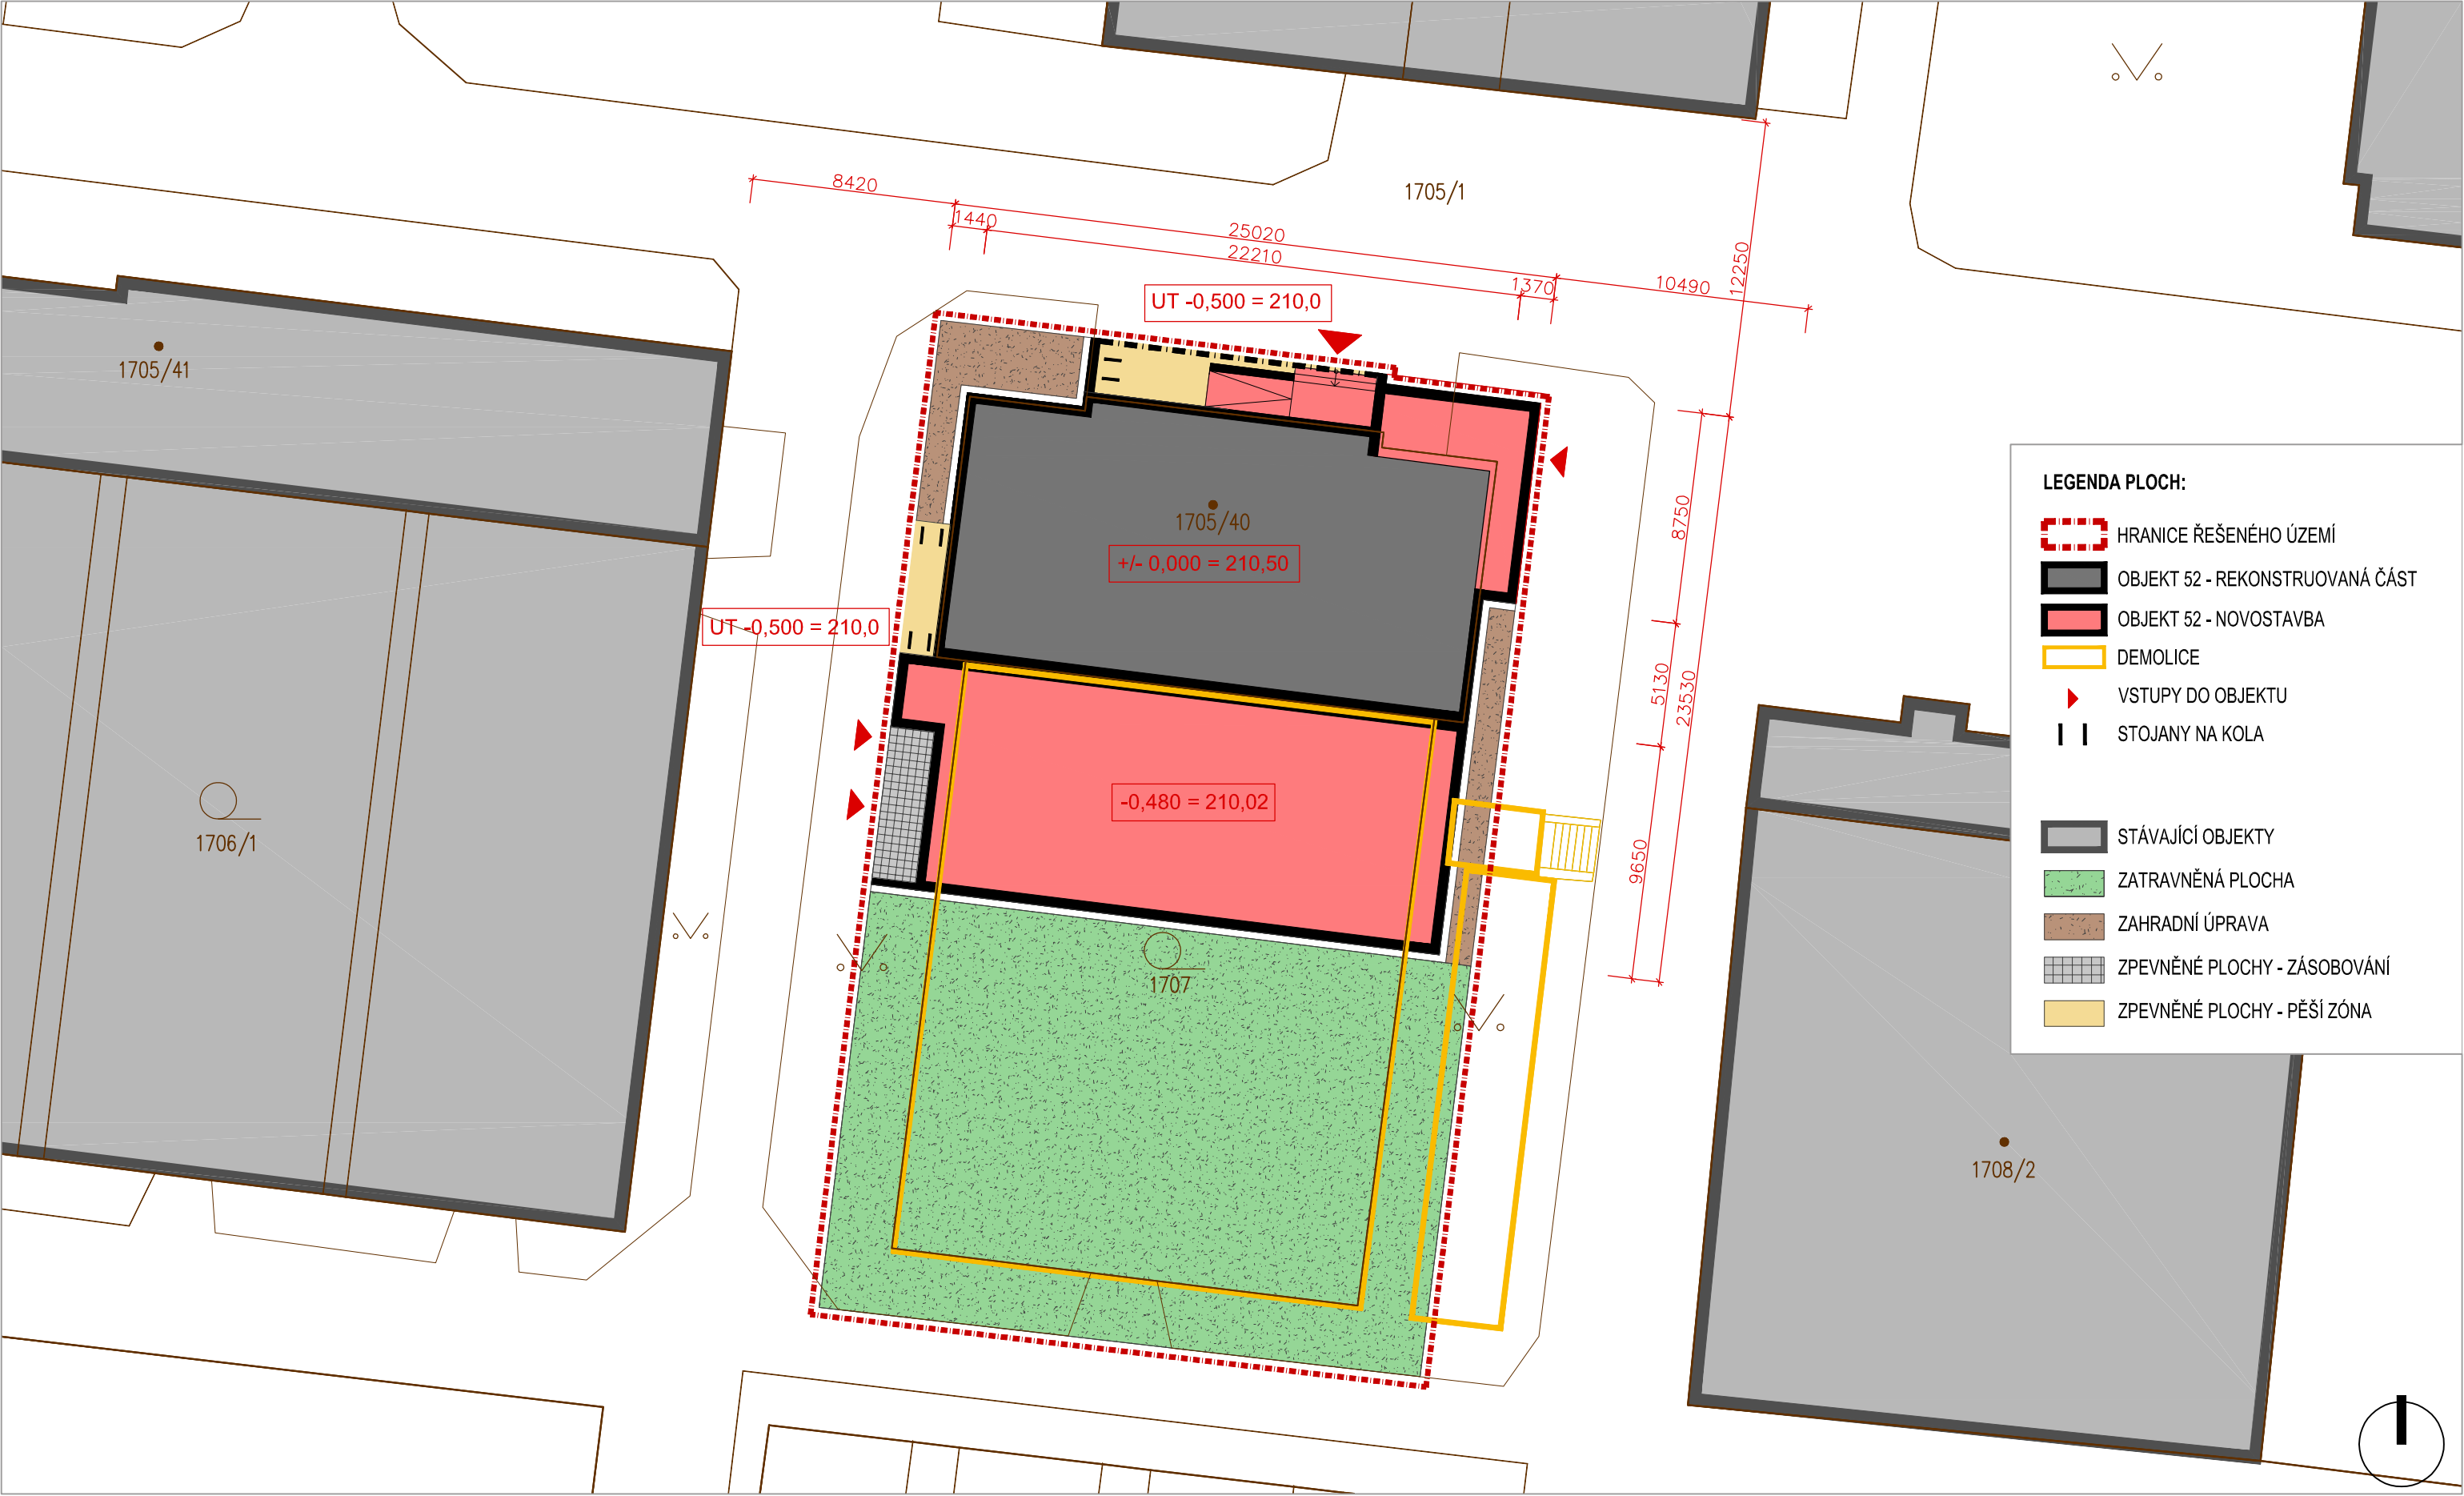 8420
1705/1
1440
25020
22210
12250
1370
10490
UT -0,500 = 210,0
1705/41
1705/40
+/- 0,000 = 210,50
8750
UT -0,500 = 210,0
5130
23530
-0,480 = 210,02
1706/1
9650
1707
1708/2
LEGENDA PLOCH:
HRANICE ŘEŠENÉHO ÚZEMÍ
OBJEKT 52 - REKONSTRUOVANÁ ČÁST
OBJEKT 52 - NOVOSTAVBA
DEMOLICE
VSTUPY DO OBJEKTU
STOJANY NA KOLA
STÁVAJÍCÍ OBJEKTY
ZATRAVNĚNÁ PLOCHA
ZAHRADNÍ ÚPRAVA
ZPEVNĚNÉ PLOCHY - ZÁSOBOVÁNÍ
ZPEVNĚNÉ PLOCHY - PĚŠÍ ZÓNA